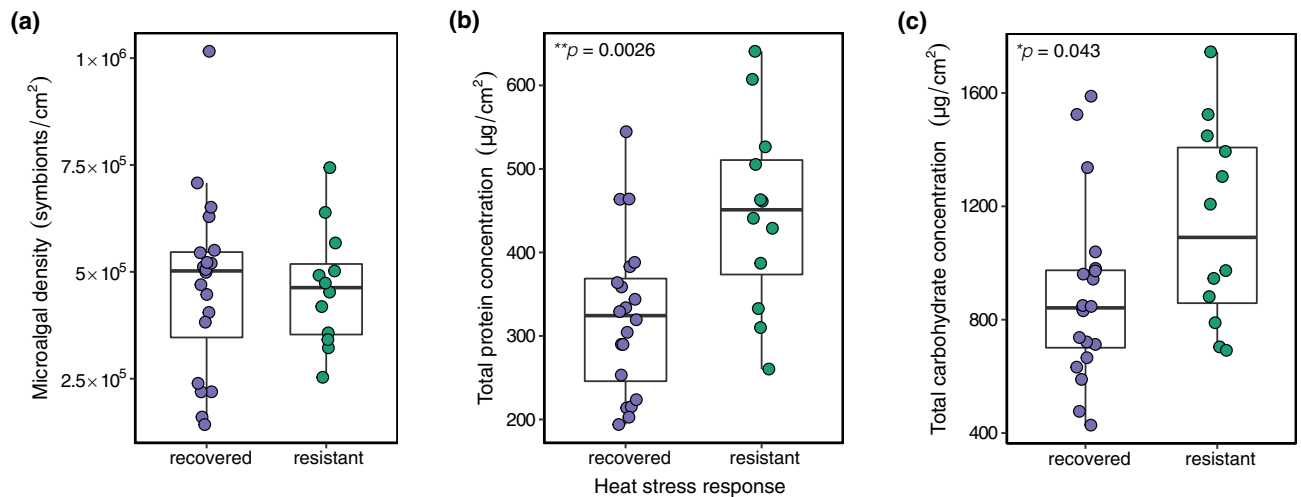 (a)
Microalgal density (symbionts/cm²)
1×10⁶
7.5×10⁵
5×10⁵
2.5×10⁵
recovered
resistant
(b)
**p = 0.0026
Total protein concentration (µg/cm²)
600
500
400
300
200
recovered
resistant
Heat stress response
(c)
*p = 0.043
Total carbohydrate concentration (µg/cm²)
1600
1200
800
400
recovered
resistant